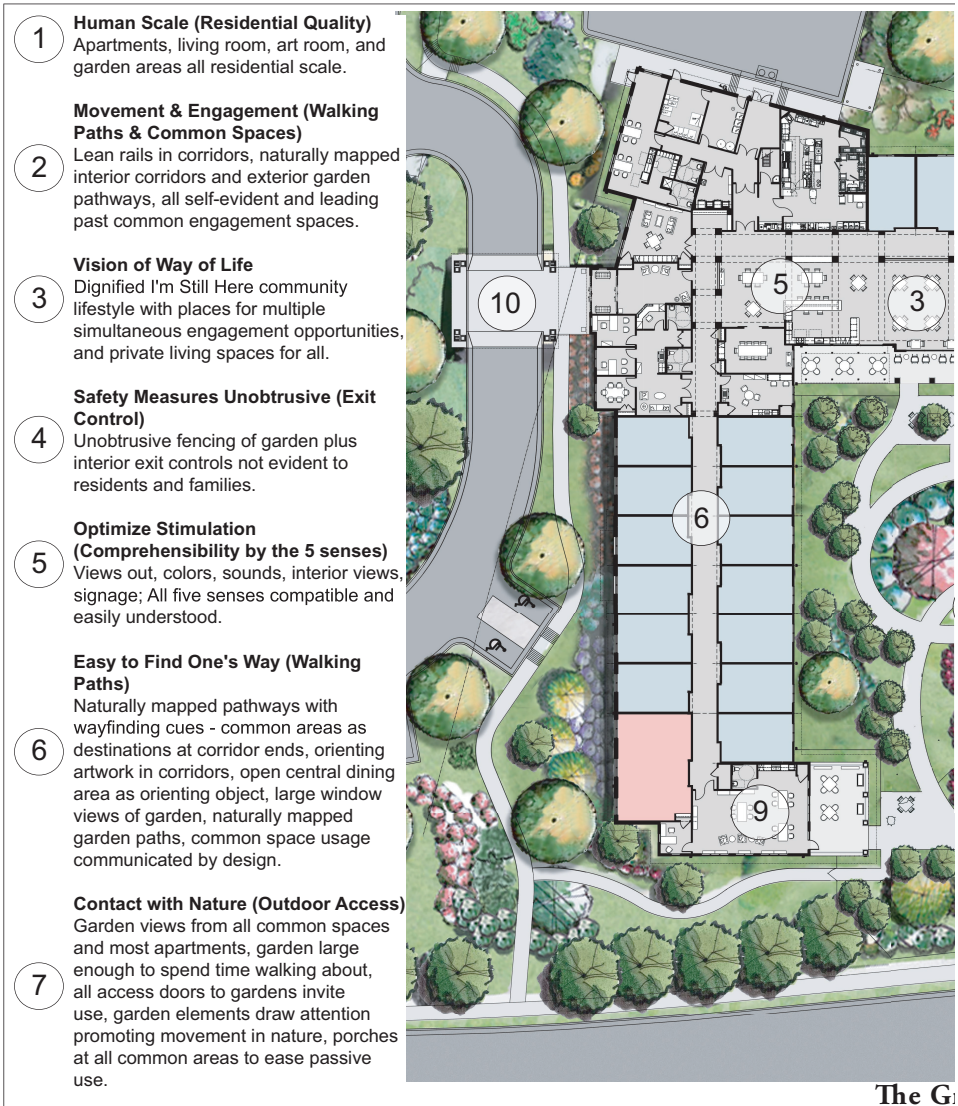 1
Human Scale (Residential Quality)
Apartments, living room, art room, and
garden areas all residential scale.
2
Movement & Engagement (Walking
Paths & Common Spaces)
Lean rails in corridors, naturally mapped
interior corridors and exterior garden
pathways, all self-evident and leading
past common engagement spaces.
3
Vision of Way of Life
Dignified I'm Still Here community
lifestyle with places for multiple
simultaneous engagement opportunities,
and private living spaces for all.
4
Safety Measures Unobtrusive (Exit
Control)
Unobtrusive fencing of garden plus
interior exit controls not evident to
residents and families.
5
Optimize Stimulation
(Comprehensibility by the 5 senses)
Views out, colors, sounds, interior views,
signage; All five senses compatible and
easily understood.
6
Easy to Find One's Way (Walking
Paths)
Naturally mapped pathways with
wayfinding cues - common areas as
destinations at corridor ends, orienting
artwork in corridors, open central dining
area as orienting object, large window
views of garden, naturally mapped
garden paths, common space usage
communicated by design.
7
Contact with Nature (Outdoor Access)
Garden views from all common spaces
and most apartments, garden large
enough to spend time walking about,
all access doors to gardens invite
use, garden elements draw attention
promoting movement in nature, porches
at all common areas to ease passive
use.
10
5
3
6
9
The Gr